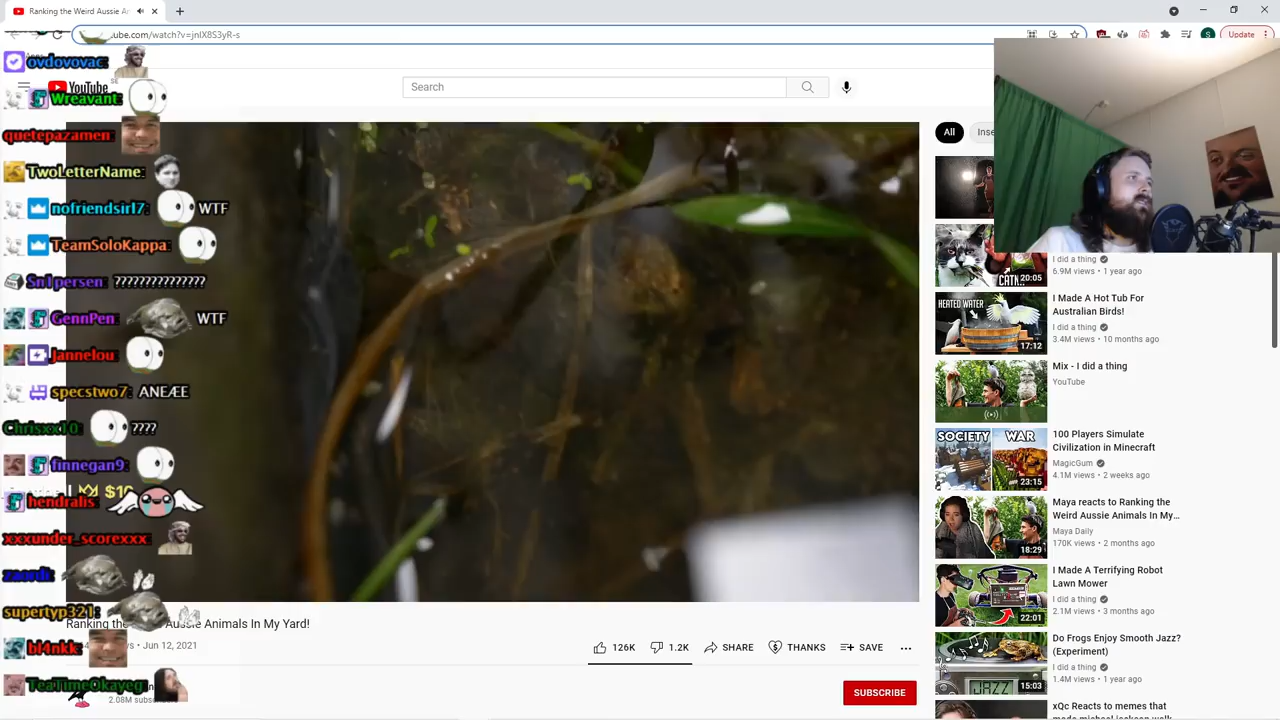 Ranking the Weird Aussie Ar
Update
ube.com/watch?v=jnIX8S3yR-s
ovdovovac:
YouTube
SE
Search
Wreavant:
quetepazamen:
TwoLetterName:
nofriendsirl7: WTF
TeamSoloKappa:
Sn1persen: ???????????????
GennPen: WTF
Jannelou:
specstwo7: ANEÆE
Chrisxx10: ????
finnegan9:
$10
hendralis:
xxxunder_scorexxx:
zaordi:
supertyp321:
bl4nkk:
TeaTimeOkayeg:
Ranking the Aussie Animals In My Yard!
Jun 12, 2021
126K
1.2K
SHARE
THANKS
SAVE
2.08M subsc
SUBSCRIBE
All
Inse
CATN...
20:05
I did a thing
6.9M views • 1 year ago
HEATED WATER
17:12
I Made A Hot Tub For
Australian Birds!
I did a thing
3.4M views • 10 months ago
Mix - I did a thing
YouTube
SOCIETY WAR
23:15
100 Players Simulate
Civilization in Minecraft
MagicGum
4.1M views • 2 weeks ago
18:29
Maya reacts to Ranking the
Weird Aussie Animals In My...
Maya Daily
170K views • 2 months ago
22:01
I Made A Terrifying Robot
Lawn Mower
I did a thing
2.1M views • 3 months ago
JAZZ
15:03
Do Frogs Enjoy Smooth Jazz?
(Experiment)
I did a thing
1.4M views • 1 year ago
xQc Reacts to memes that